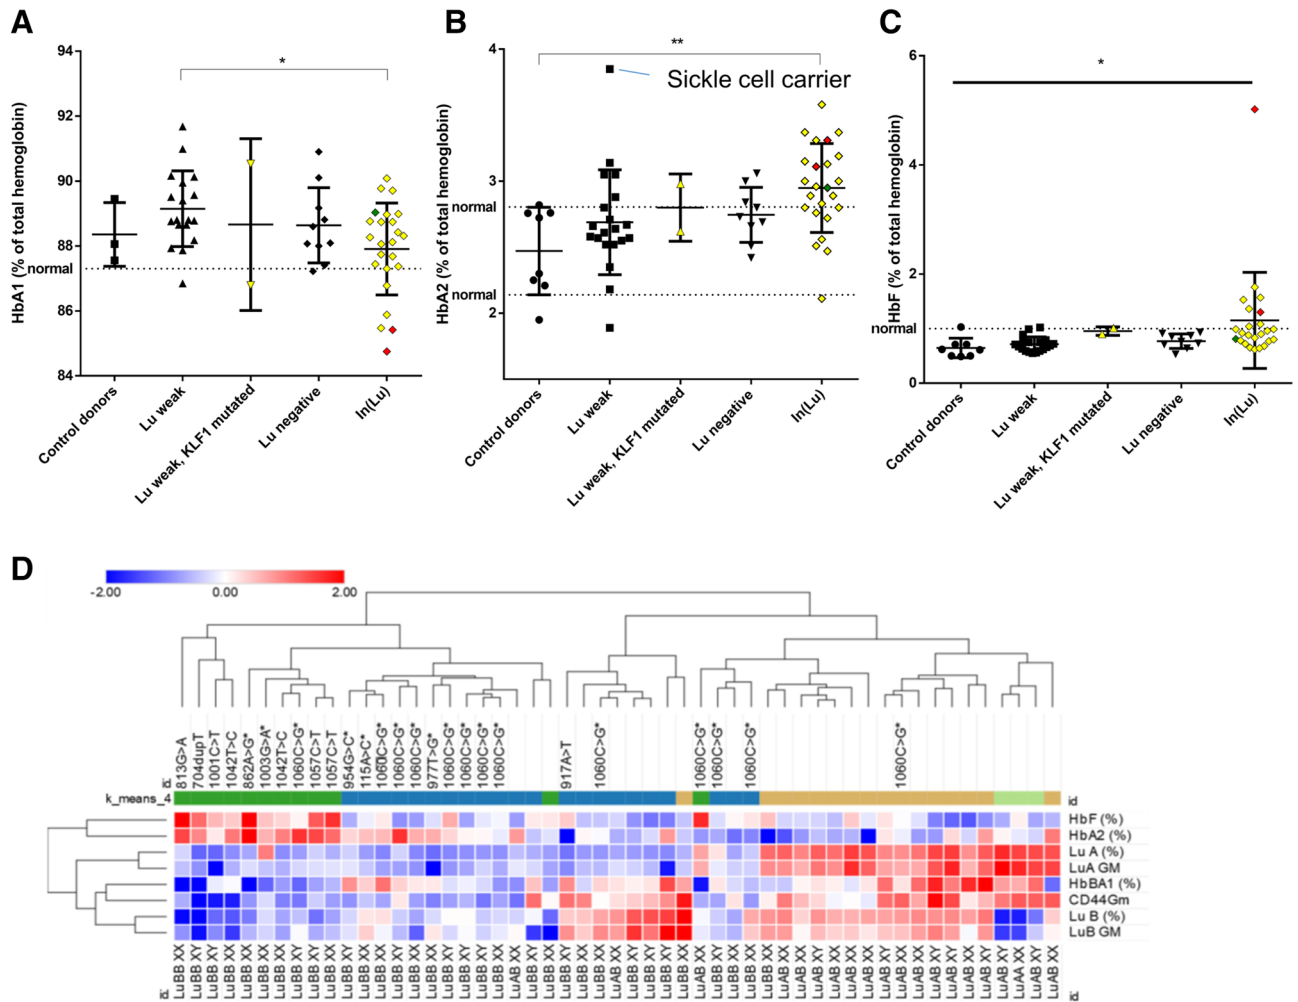 A
HbA1 (% of total hemoglobin)
94
92
90
88
86
84
normal
*
Control donors
Lu weak
Lu weak, KLF1 mutated
Lu negative
In(Lu)
B
HbA2 (% of total hemoglobin)
4
3
2
normal
normal
**
Sickle cell carrier
Control donors
Lu weak
Lu weak, KLF1 mutated
Lu negative
In(Lu)
C
HbF (% of total hemoglobin)
6
4
2
0
normal
*
Control donors
Lu weak
Lu weak, KLF1 mutated
Lu negative
In(Lu)
D
-2.00 0.00 2.00
id
813G>A
704dupT
1001C>T
1042T>C
862A>G*
1003G>A*
1042T>C
1060C>G*
1057C>T
1057C>T
954G>C*
115A>C*
1060C>G*
1060C>G*
977T>G*
1060C>G*
1060C>G*
1060C>G*
1060C>G*
917A>T
1060C>G*
1060C>G*
1060C>G*
1060C>G*
1060C>G*
k_means_4
id
HbF (%)
HbA2 (%)
Lu A (%)
LuA GM
HbBA1 (%)
CD44Gm
Lu B (%)
LuB GM
id
id